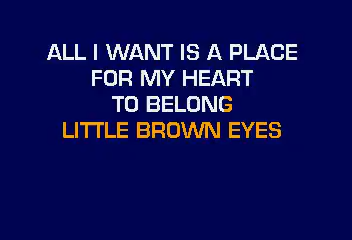 ALL I WANT IS A PLACE
FOR MY HEART
TO BELONG
LITTLE BROWN EYES